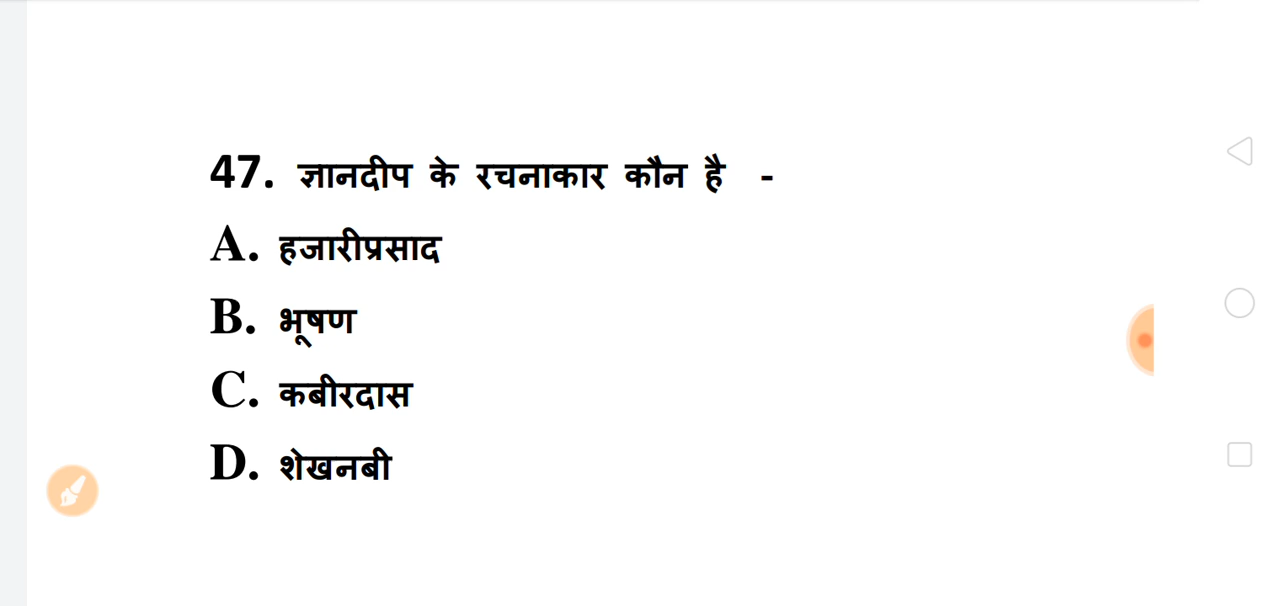 47. ज्ञानदीप के रचनाकार कौन है -
A. हजारीप्रसाद
B. भूषण
C. कबीरदास
D. शेखनबी